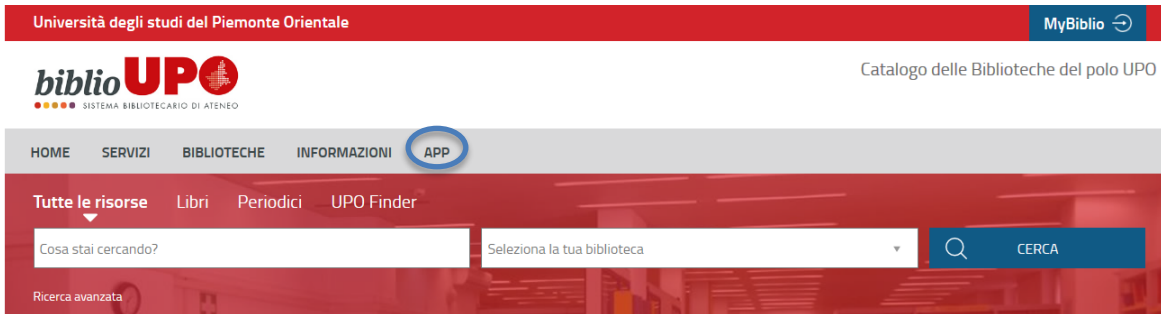 Università degli studi del Piemonte Orientale
MyBiblio
biblio UPO
SISTEMA BIBLIOTECARIO DI ATENEO
Catalogo delle Biblioteche del polo UPO
HOME SERVIZI BIBLIOTECHE INFORMAZIONI APP
Tutte le risorse Libri Periodici UPO Finder
Cosa stai cercando? Seleziona la tua biblioteca CERCA
Ricerca avanzata